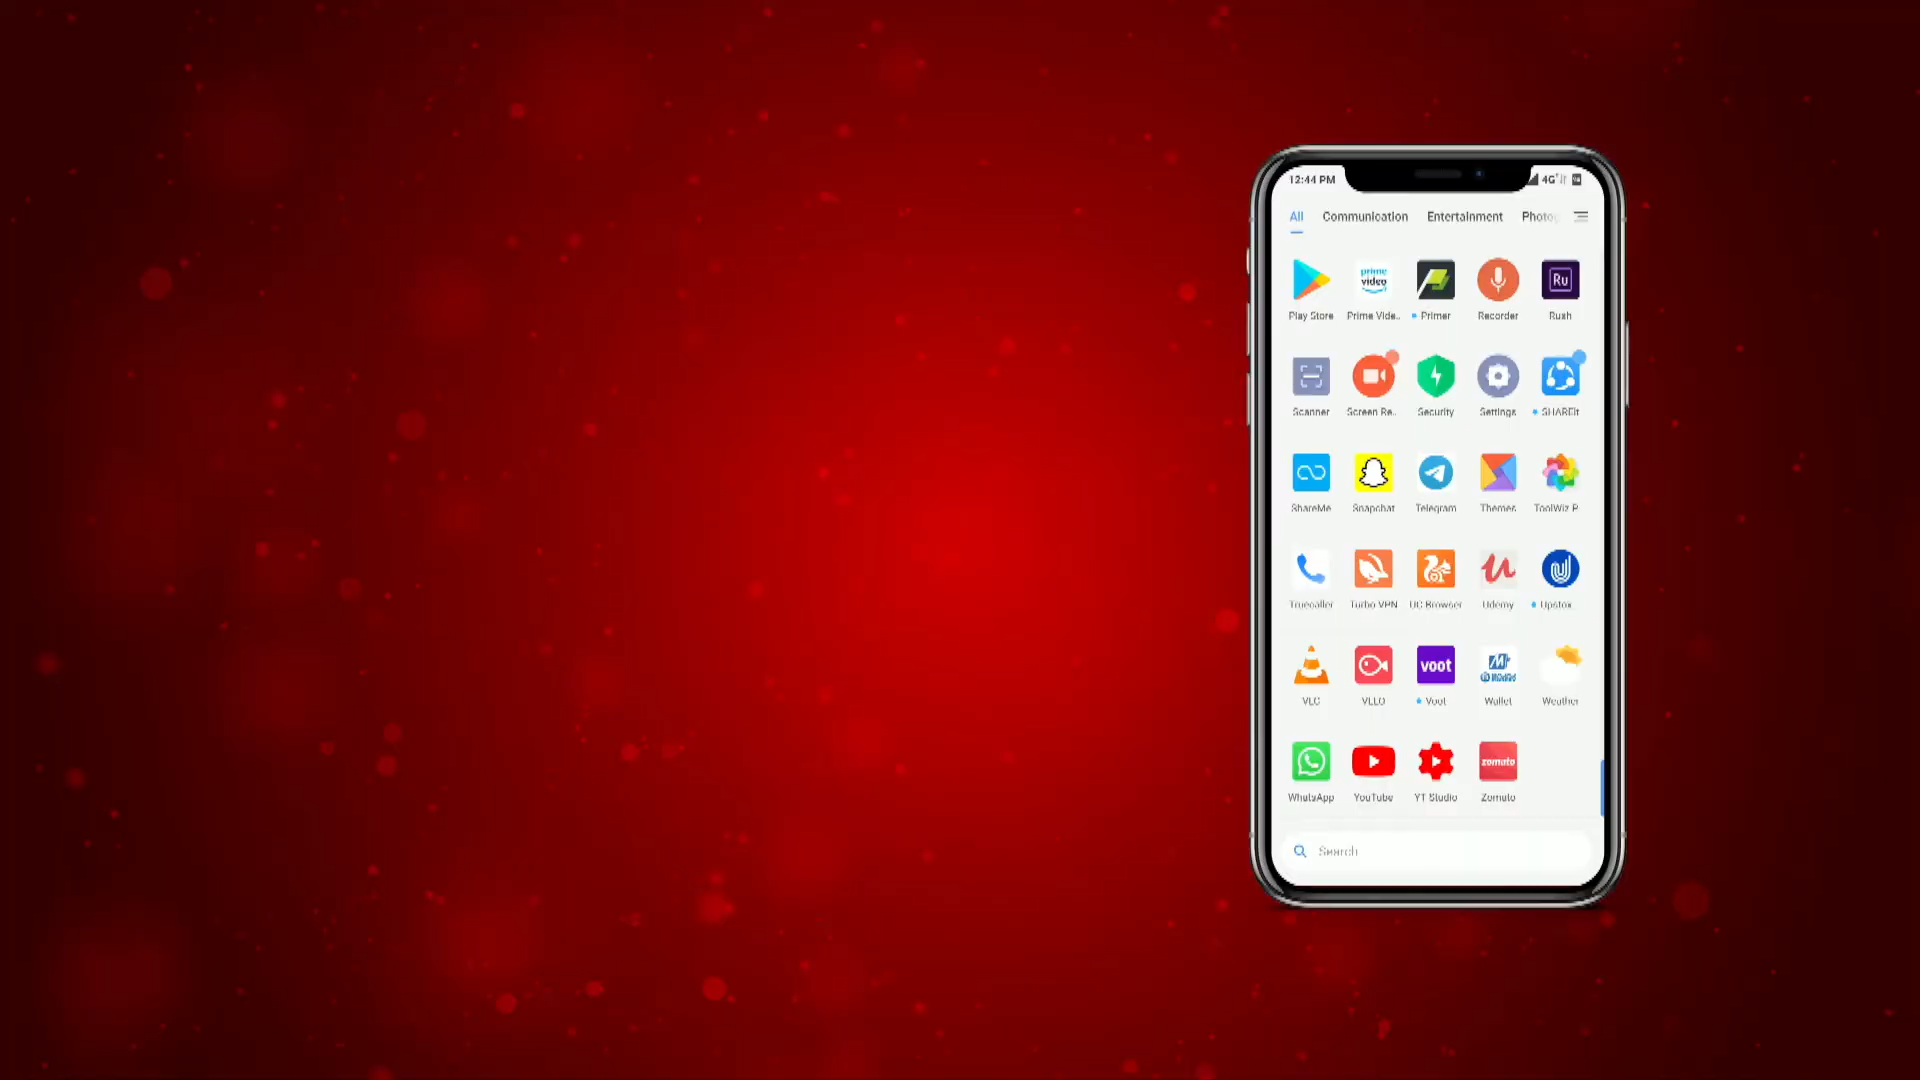 12:44 PM 4G+
All Communication Entertainment Photo
prime video
Ru
Play Store Prime Vide.. Primer Recorder Rush
Scanner Screen Re.. Security Settings SHAREit
ShareMe Snapchat Telegram Themes ToolWiz P
Truecaller Turbo VPN UC Browser Udemy Upstox
voot
VLC VLLO Voot Wallet Weather
zomato
WhatsApp YouTube YT Studio Zomato
Search